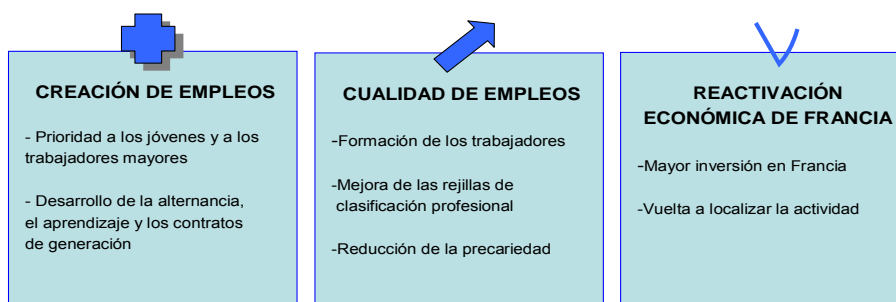 CREACIÓN DE EMPLEOS
- Prioridad a los jóvenes y a los
trabajadores mayores
- Desarrollo de la alternancia,
el aprendizaje y los contratos
de generación
CUALIDAD DE EMPLEOS
-Formación de los trabajadores
-Mejora de las rejillas de
clasificación profesional
-Reducción de la precariedad
REACTIVACIÓN
ECONÓMICA DE FRANCIA
-Mayor inversión en Francia
-Vuelta a localizar la actividad